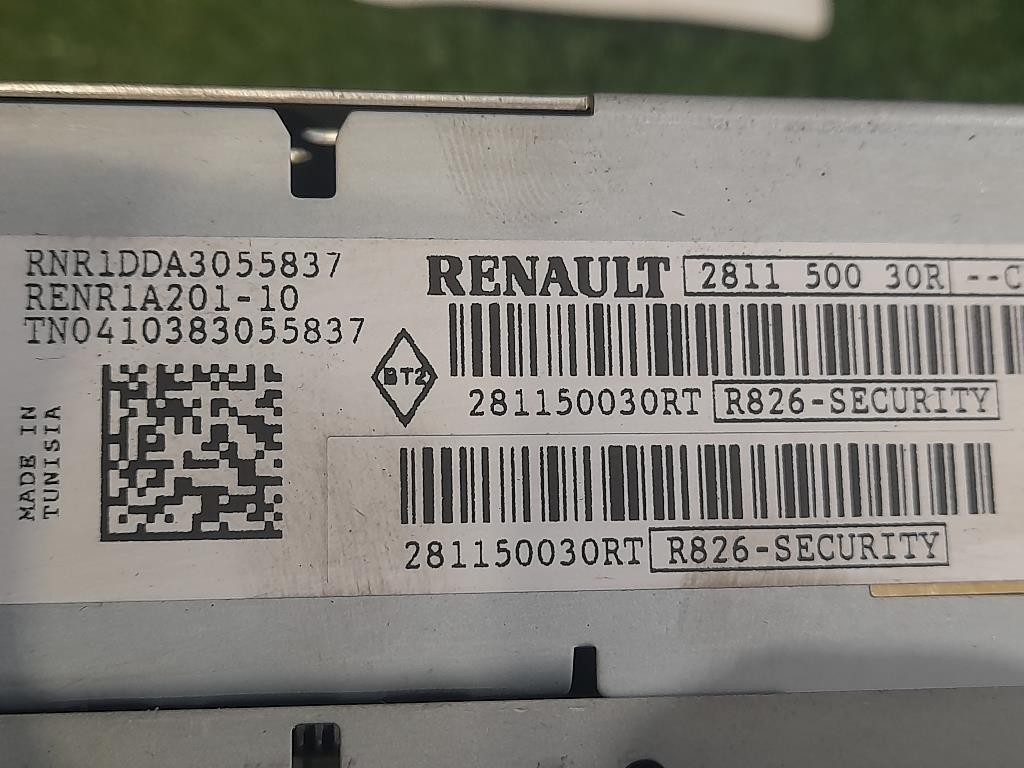 RNR1DDA3055837
RENR1A201-10
TN0410383055837
MADE IN
TUNISIA
RENAULT 2811 500 30R --C
BT2
281150030RT R826-SECURITY
281150030RT R826-SECURITY